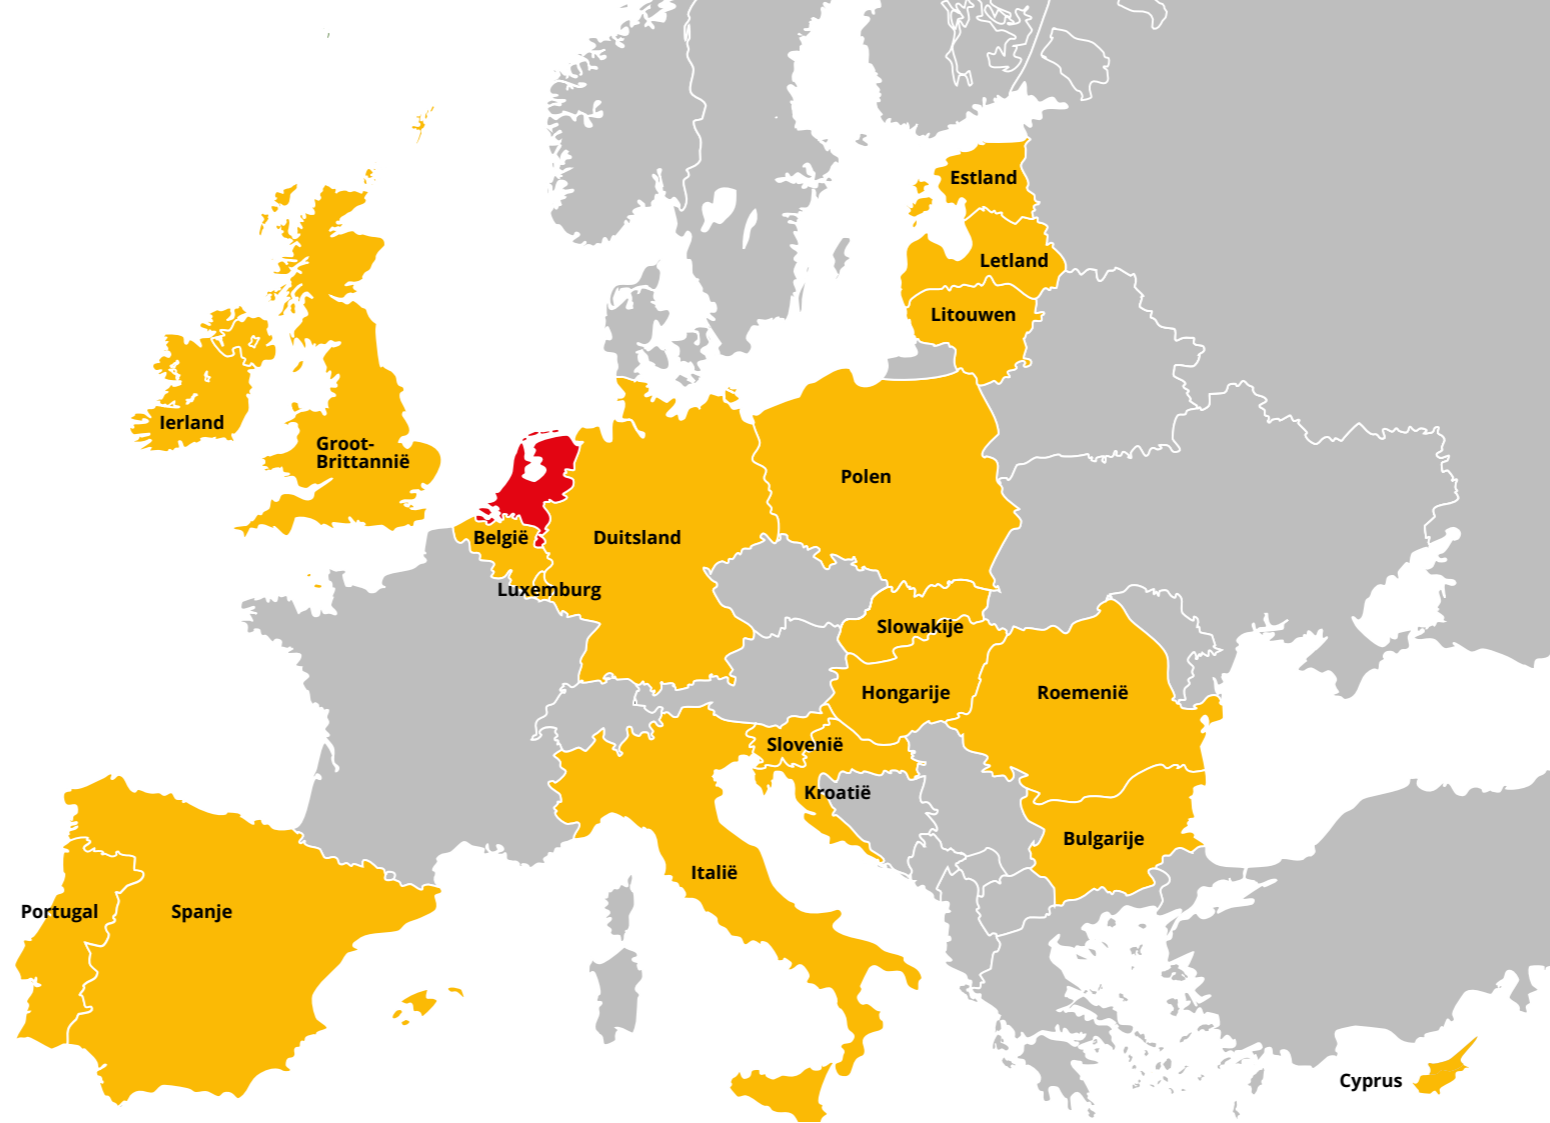 Estland
Letland
Litouwen
Ierland
Groot-
Brittannië
Polen
België
Duitsland
Luxemburg
Slowakije
Hongarije
Roemenië
Slovenië
Kroatië
Bulgarije
Italië
Portugal
Spanje
Cyprus